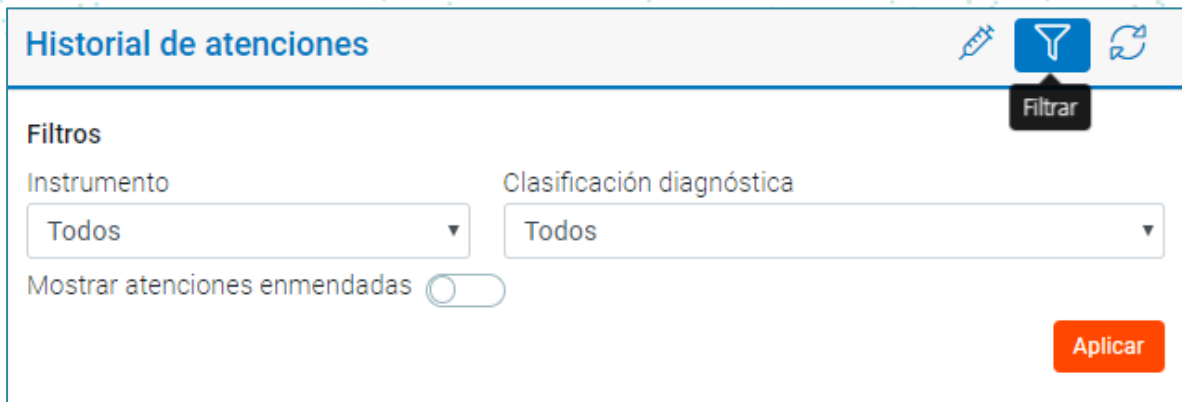 Historial de atenciones
Filtrar
Filtros
Instrumento
Clasificación diagnóstica
Todos
Todos
Mostrar atenciones enmendadas
Aplicar